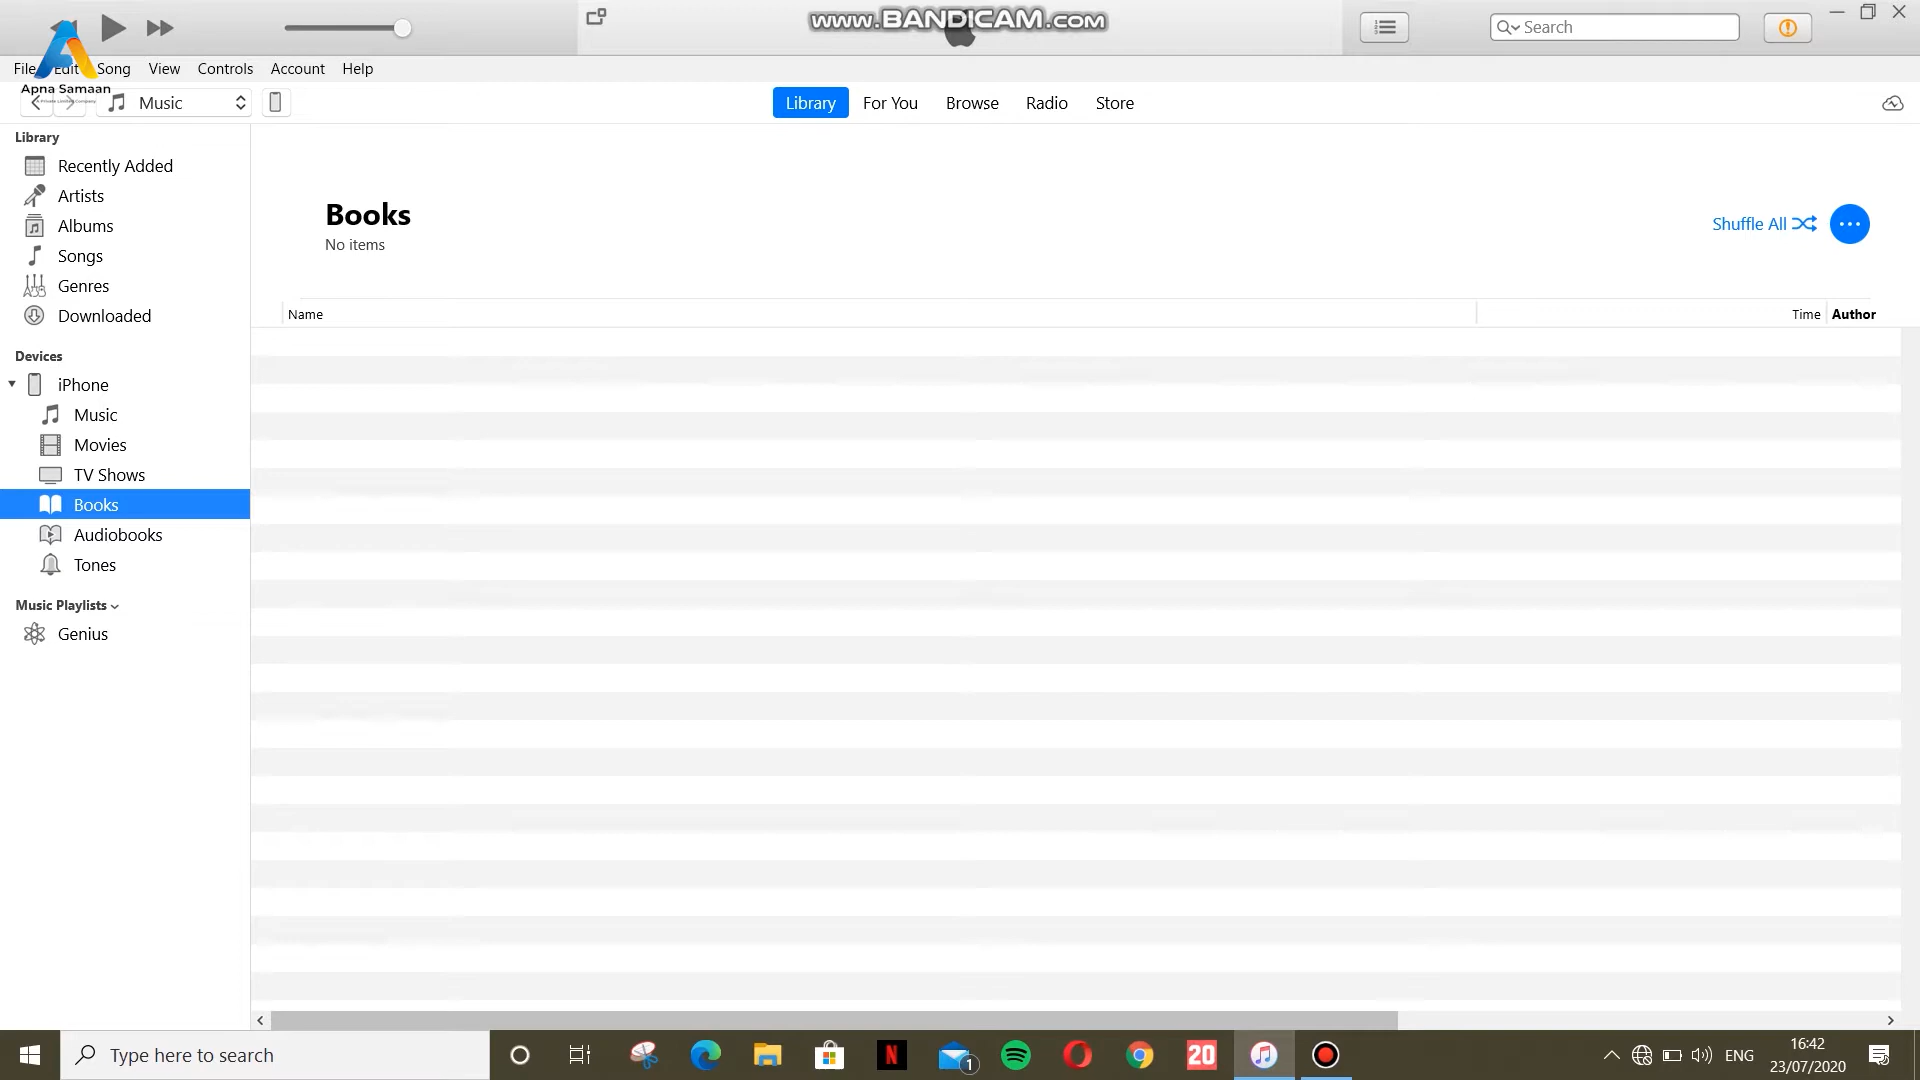 www.BANDICAM.com
Search
File Edit Song View Controls Account Help
Apna Samaan
Music
Library For You Browse Radio Store
Library
Recently Added
Artists
Albums
Songs
Genres
Downloaded
Devices
iPhone
Music
Movies
TV Shows
Books
Audiobooks
Tones
Music Playlists
Genius
Books
No items
Shuffle All
Name Time Author
Type here to search
N
1
20
ENG
16:42
23/07/2020